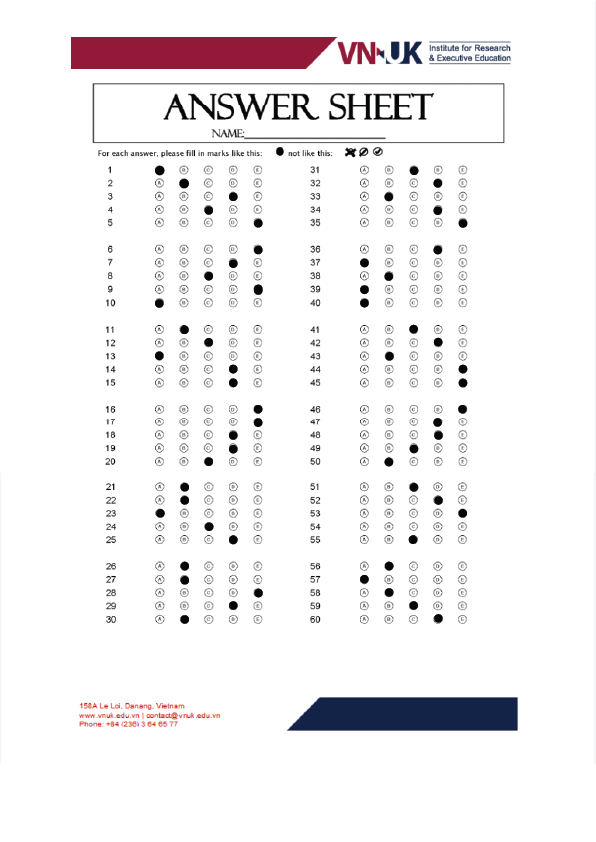 VN UK Institute for Research
& Executive Education
ANSWER SHEET
NAME:
For each answer, please fill in marks like this: not like this:
1 B C D E 31 A B D E
2 A C D E 32 A B C E
3 A B C E 33 A C D E
4 A B D E 34 A B C E
5 A B C D 35 A B C D
6 A B C D 36 A B C E
7 A B C E 37 B C D E
8 A B D E 38 A C D E
9 A B C D 39 B C D E
10 B C D E 40 B C D E
11 A C D E 41 A B D E
12 A B D E 42 A B C E
13 B C D E 43 A C D E
14 A B C E 44 A B C D
15 A B C E 45 A B C D
16 A B C D 46 A B C D
17 A B C D 47 A B C E
18 A B C E 48 A B C E
19 A B C E 49 A B D E
20 A B D E 50 A C D E
21 A C D E 51 A B D E
22 A C D E 52 A B C E
23 B C D E 53 A B C D
24 A B D E 54 A B C D E
25 A B C E 55 A B D E
26 A C D E 56 A C D E
27 A C D E 57 B C D E
28 A B C D 58 A C D E
29 A B C E 59 A B D E
30 A C D E 60 A B C E
158A Le Loi, Danang, Vietnam
www.vnuk.edu.vn | contact@vnuk.edu.vn
Phone: +84 (236) 3 64 65 77